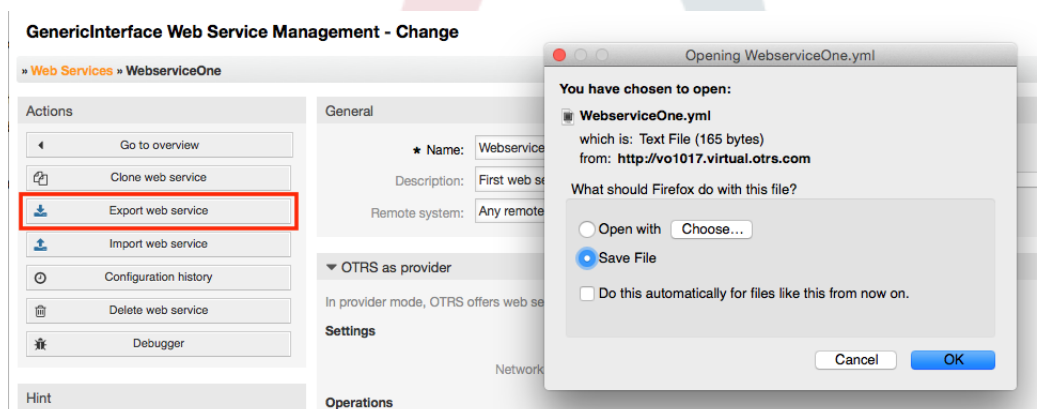 GenericInterface Web Service Management - Change
» Web Services » WebserviceOne
Actions
Go to overview
Clone web service
Export web service
Import web service
Configuration history
Delete web service
Debugger
Hint
General
★ Name: Webservice
Description: First web se
Remote system: Any remote
▼ OTRS as provider
In provider mode, OTRS offers web se
Settings
Network
Operations
Opening WebserviceOne.yml
You have chosen to open:
WebserviceOne.yml
which is: Text File (165 bytes)
from: http://vo1017.virtual.otrs.com
What should Firefox do with this file?
Open with Choose...
Save File
Do this automatically for files like this from now on.
Cancel OK